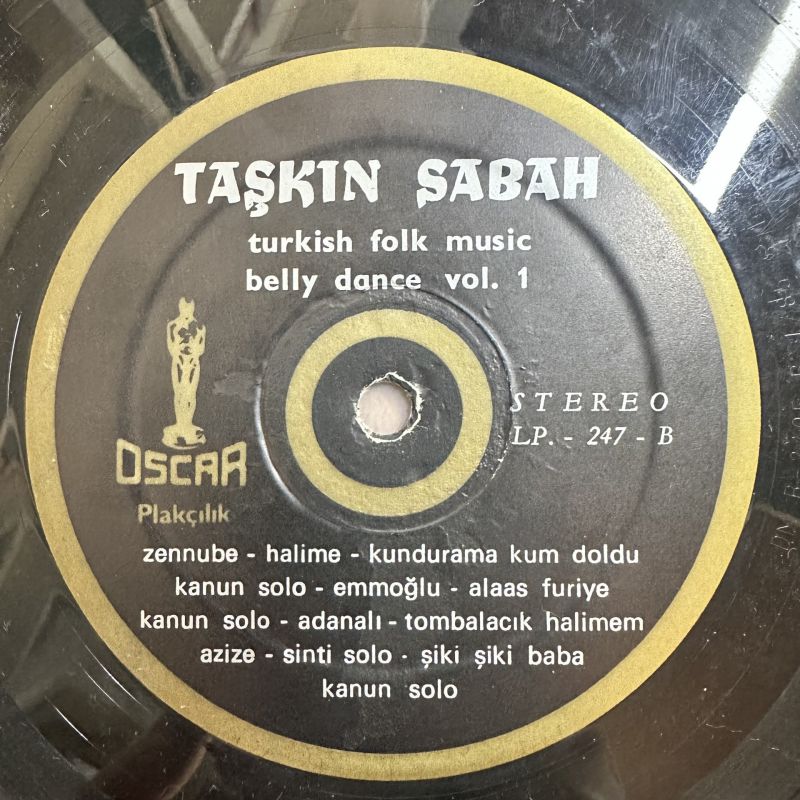 TAŞKIN SABAH
turkish folk music
belly dance vol. 1
OSCAR
Plakçılık
STEREO
LP. - 247 - B
zennube - halime - kundurama kum doldu
kanun solo - emmoğlu - alaas furiye
kanun solo - adanalı - tombalacık halimem
azize - sinti solo - şiki şiki baba
kanun solo